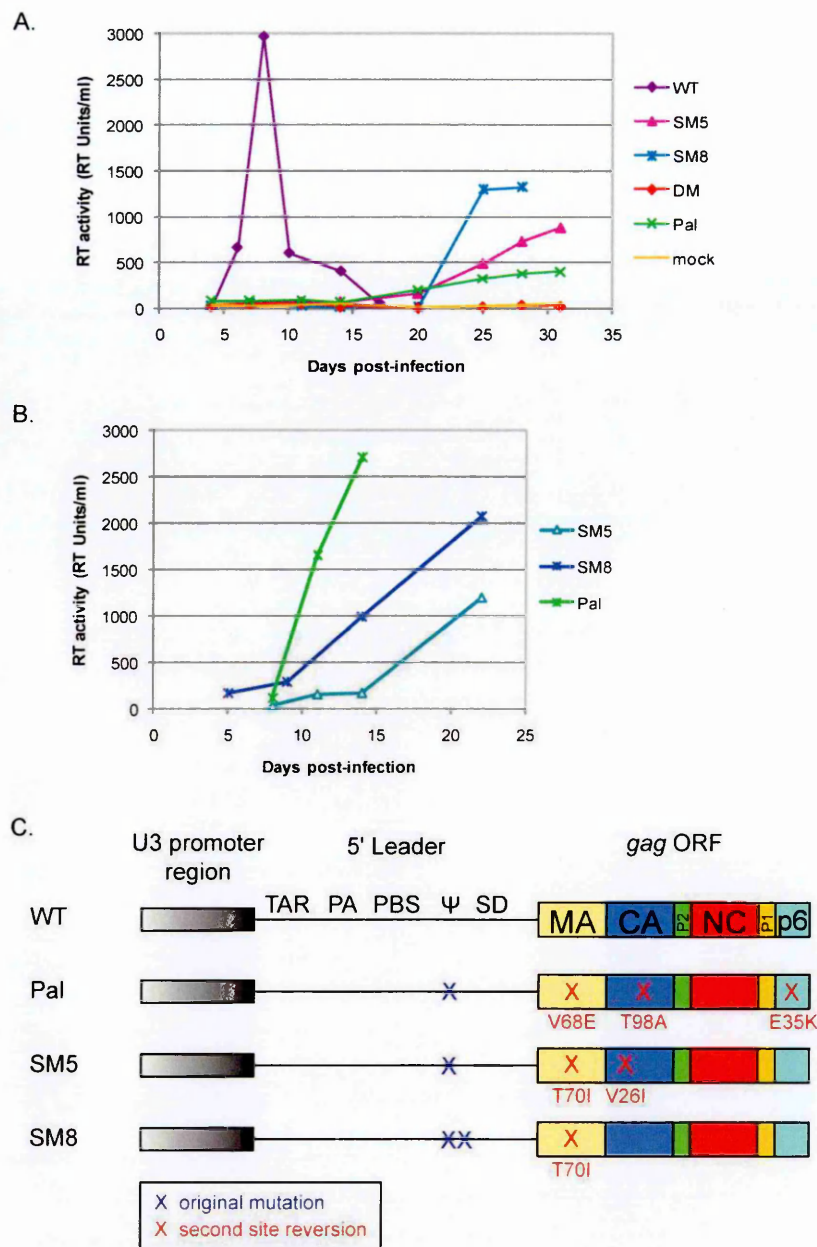 A.
3000
2500
2000
1500
1000
500
0
RT activity (RT Units/ml)
0 5 10 15 20 25 30 35
Days post-infection
WT
SM5
SM8
DM
Pal
mock
B.
3000
2500
2000
1500
1000
500
0
RT activity (RT Units/ml)
0 5 10 15 20 25
Days post-infection
SM5
SM8
Pal
C.
U3 promoter region
5' Leader
gag ORF
TAR PA PBS Ψ SD
WT
MA CA P2 NC P1 p6
Pal
X X X X
V68E T98A E35K
SM5
X X X
T70I V26I
SM8
X X X
T70I
X original mutation
X second site reversion